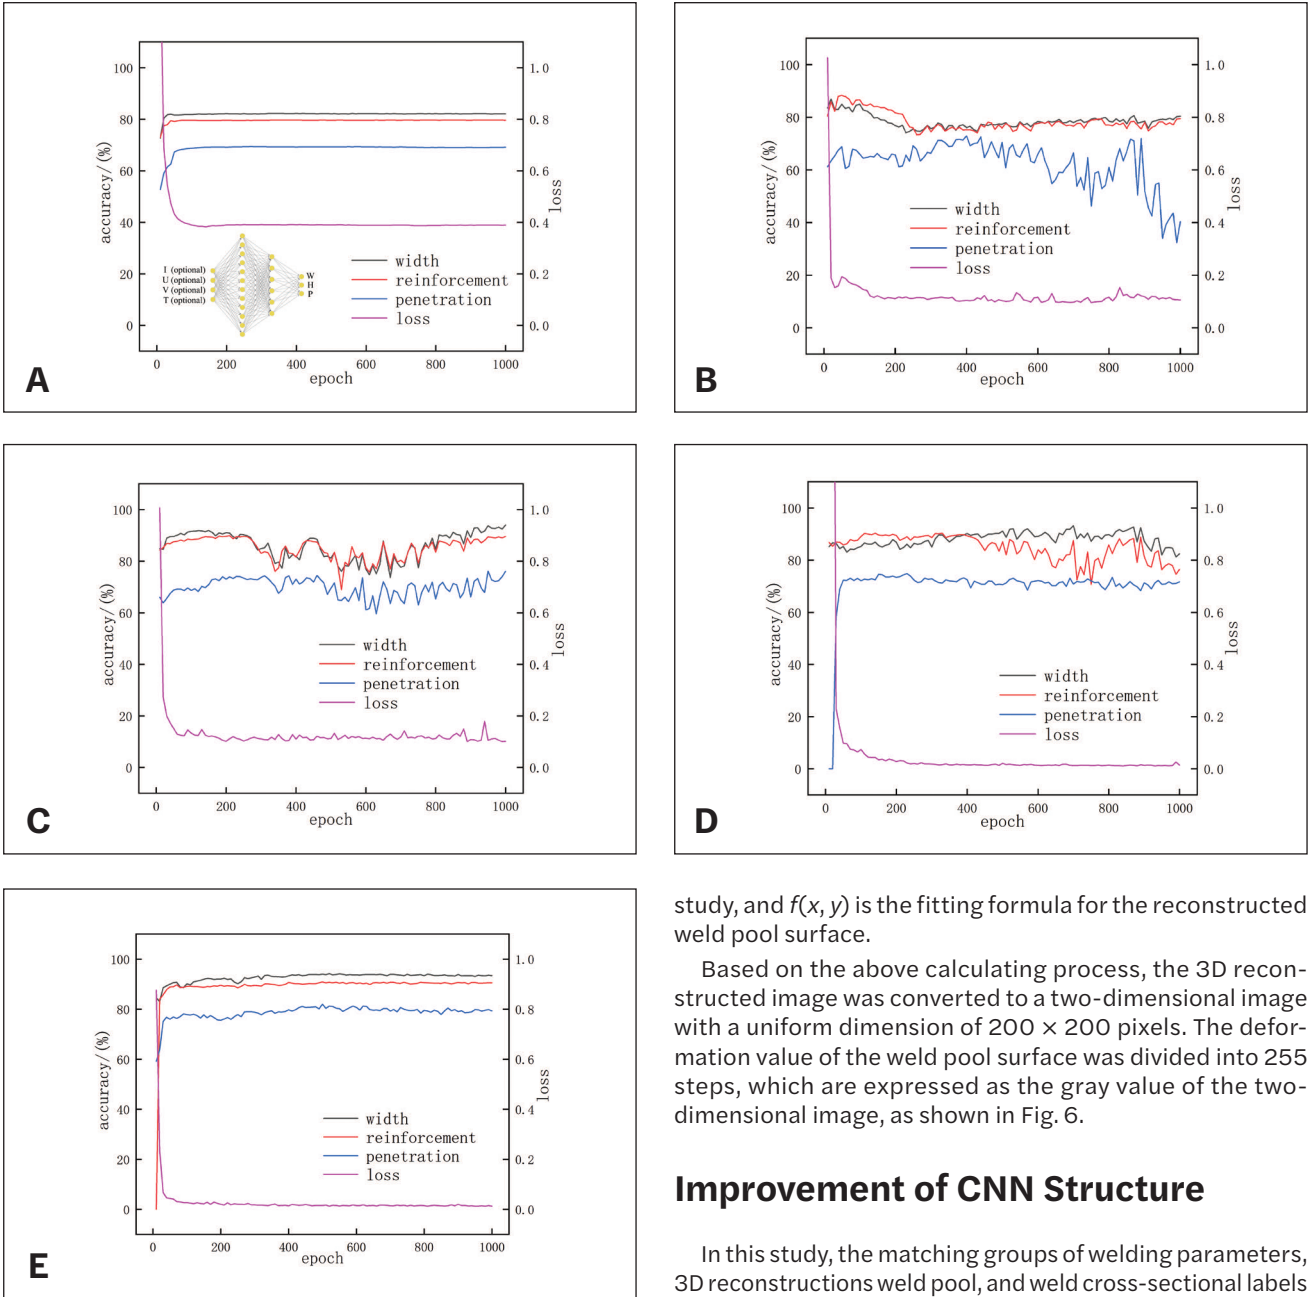 100
80
60
40
20
0
accuracy/(%)
1.0
0.8
0.6
0.4
0.2
0.0
loss
I (optional)
U (optional)
V (optional)
T (optional)
W
H
P
width
reinforcement
penetration
loss
0 200 400 600 800 1000
epoch
A
100
80
60
40
20
0
accuracy/(%)
1.0
0.8
0.6
0.4
0.2
0.0
loss
width
reinforcement
penetration
loss
0 200 400 600 800 1000
epoch
B
100
80
60
40
20
0
accuracy/(%)
1.0
0.8
0.6
0.4
0.2
0.0
loss
width
reinforcement
penetration
loss
0 200 400 600 800 1000
epoch
C
100
80
60
40
20
0
accuracy/(%)
1.0
0.8
0.6
0.4
0.2
0.0
loss
width
reinforcement
penetration
loss
0 200 400 600 800 1000
epoch
D
100
80
60
40
20
0
accuracy/(%)
1.0
0.8
0.6
0.4
0.2
0.0
loss
width
reinforcement
penetration
loss
0 200 400 600 800 1000
epoch
E
study, and f(x, y) is the fitting formula for the reconstructed
weld pool surface.
Based on the above calculating process, the 3D recon-
structed image was converted to a two-dimensional image
with a uniform dimension of 200 × 200 pixels. The defor-
mation value of the weld pool surface was divided into 255
steps, which are expressed as the gray value of the two-
dimensional image, as shown in Fig. 6.
Improvement of CNN Structure
In this study, the matching groups of welding parameters,
3D reconstructions weld pool, and weld cross-sectional labels